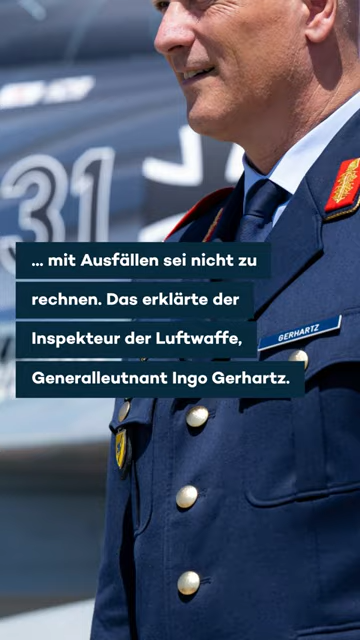 31
... mit Ausfällen sei nicht zu
rechnen. Das erklärte der
Inspekteur der Luftwaffe,
GERHARTZ
Generalleutnant Ingo Gerhartz.